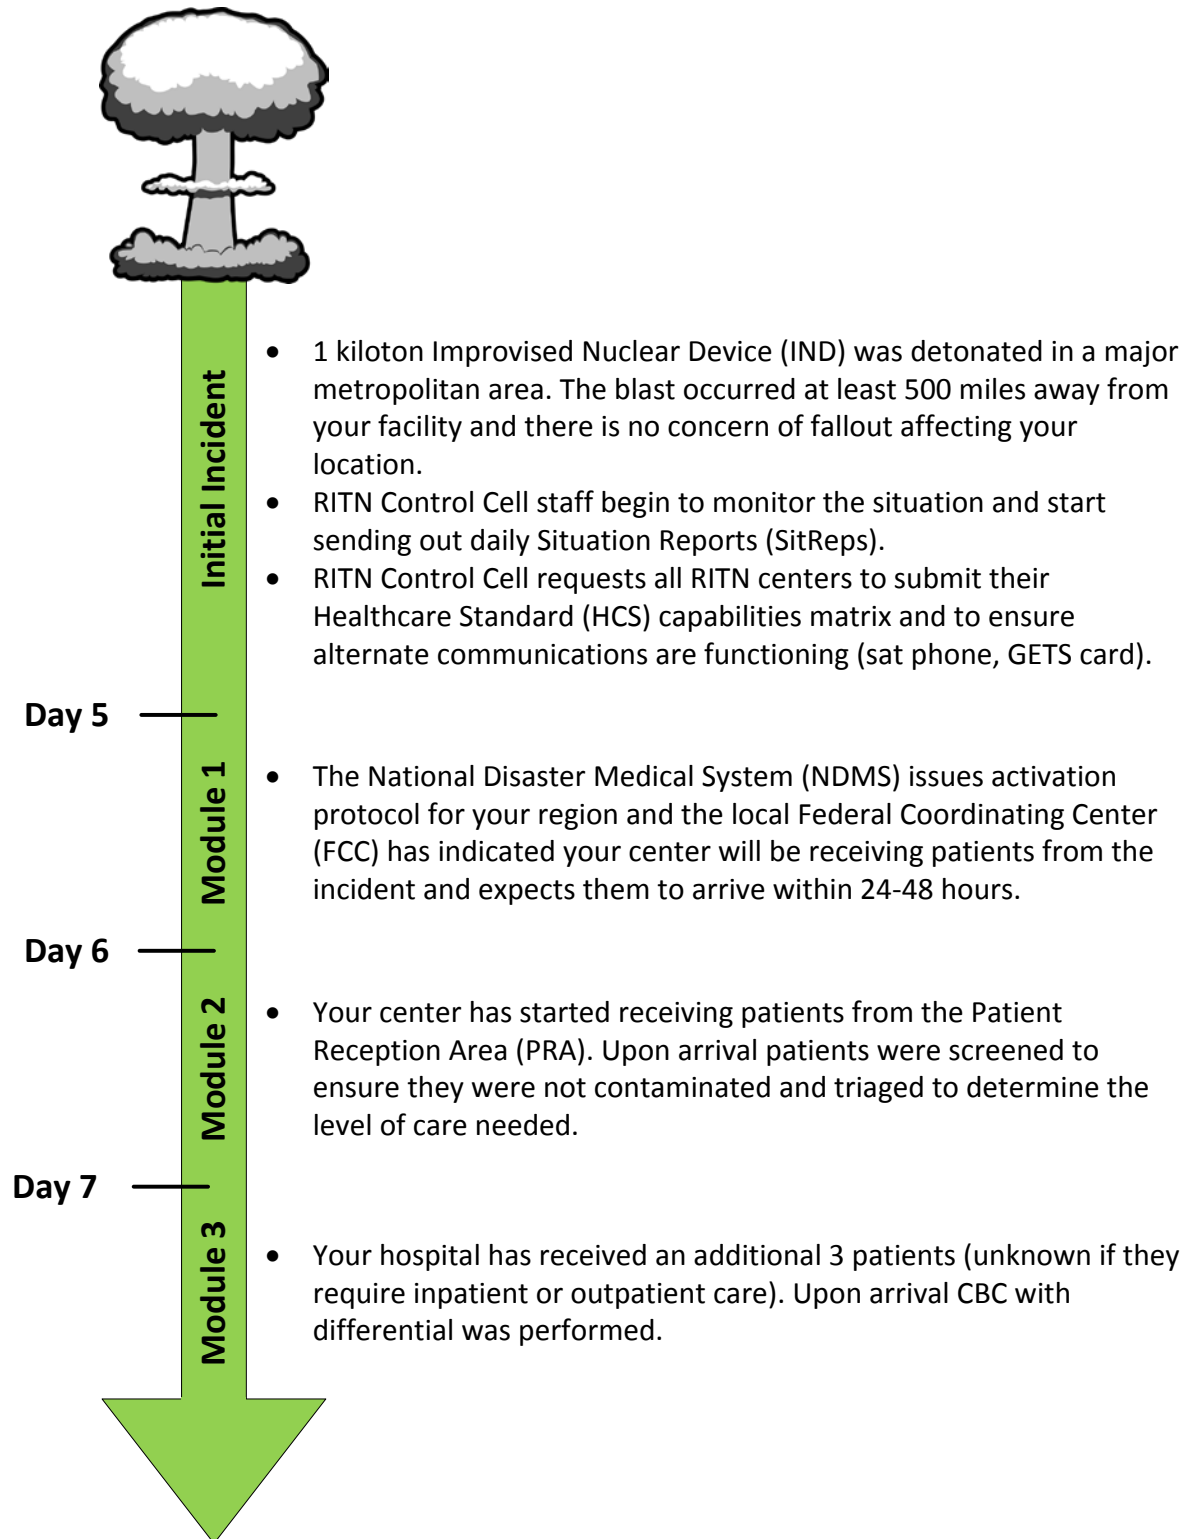 Initial Incident
• 1 kiloton Improvised Nuclear Device (IND) was detonated in a major
metropolitan area. The blast occurred at least 500 miles away from
your facility and there is no concern of fallout affecting your
location.
• RITN Control Cell staff begin to monitor the situation and start
sending out daily Situation Reports (SitReps).
• RITN Control Cell requests all RITN centers to submit their
Healthcare Standard (HCS) capabilities matrix and to ensure
alternate communications are functioning (sat phone, GETS card).
Day 5
Module 1
• The National Disaster Medical System (NDMS) issues activation
protocol for your region and the local Federal Coordinating Center
(FCC) has indicated your center will be receiving patients from the
incident and expects them to arrive within 24-48 hours.
Day 6
Module 2
• Your center has started receiving patients from the Patient
Reception Area (PRA). Upon arrival patients were screened to
ensure they were not contaminated and triaged to determine the
level of care needed.
Day 7
Module 3
• Your hospital has received an additional 3 patients (unknown if they
require inpatient or outpatient care). Upon arrival CBC with
differential was performed.